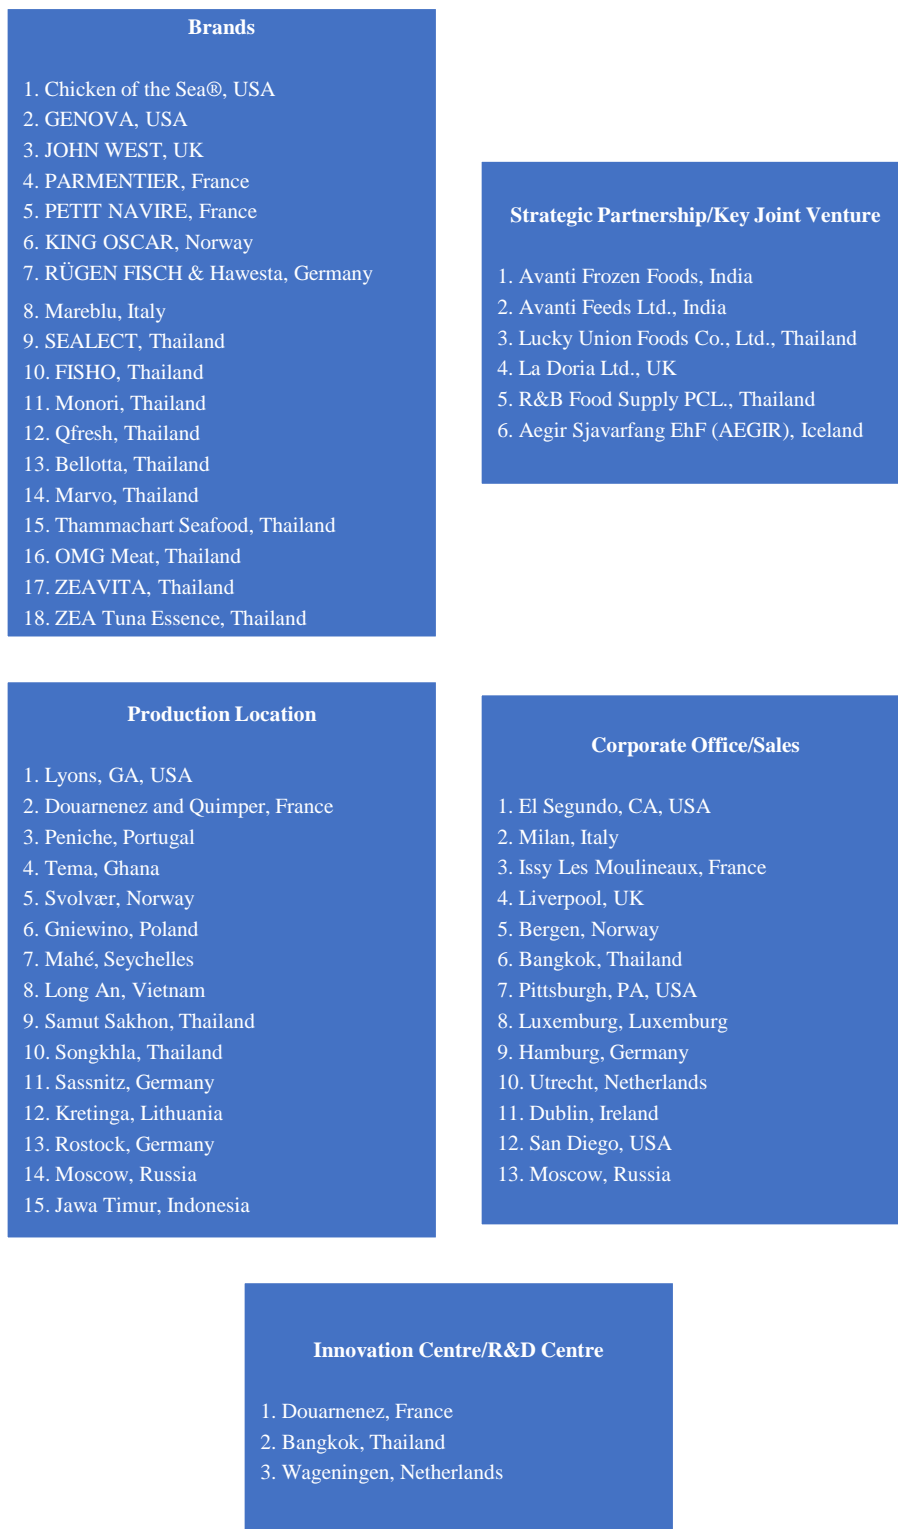 Brands
1. Chicken of the Sea®, USA
2. GENOVA, USA
3. JOHN WEST, UK
4. PARMENTIER, France
5. PETIT NAVIRE, France
6. KING OSCAR, Norway
7. RÜGEN FISCH & Hawesta, Germany
8. Mareblu, Italy
9. SEALECT, Thailand
10. FISHO, Thailand
11. Monori, Thailand
12. Qfresh, Thailand
13. Bellotta, Thailand
14. Marvo, Thailand
15. Thammachart Seafood, Thailand
16. OMG Meat, Thailand
17. ZEAVITA, Thailand
18. ZEA Tuna Essence, Thailand
Strategic Partnership/Key Joint Venture
1. Avanti Frozen Foods, India
2. Avanti Feeds Ltd., India
3. Lucky Union Foods Co., Ltd., Thailand
4. La Doria Ltd., UK
5. R&B Food Supply PCL., Thailand
6. Aegir Sjavarfang EhF (AEGIR), Iceland
Production Location
1. Lyons, GA, USA
2. Douarnenez and Quimper, France
3. Peniche, Portugal
4. Tema, Ghana
5. Svolvær, Norway
6. Gniewino, Poland
7. Mahé, Seychelles
8. Long An, Vietnam
9. Samut Sakhon, Thailand
10. Songkhla, Thailand
11. Sassnitz, Germany
12. Kretinga, Lithuania
13. Rostock, Germany
14. Moscow, Russia
15. Jawa Timur, Indonesia
Corporate Office/Sales
1. El Segundo, CA, USA
2. Milan, Italy
3. Issy Les Moulineaux, France
4. Liverpool, UK
5. Bergen, Norway
6. Bangkok, Thailand
7. Pittsburgh, PA, USA
8. Luxemburg, Luxemburg
9. Hamburg, Germany
10. Utrecht, Netherlands
11. Dublin, Ireland
12. San Diego, USA
13. Moscow, Russia
Innovation Centre/R&D Centre
1. Douarnenez, France
2. Bangkok, Thailand
3. Wageningen, Netherlands